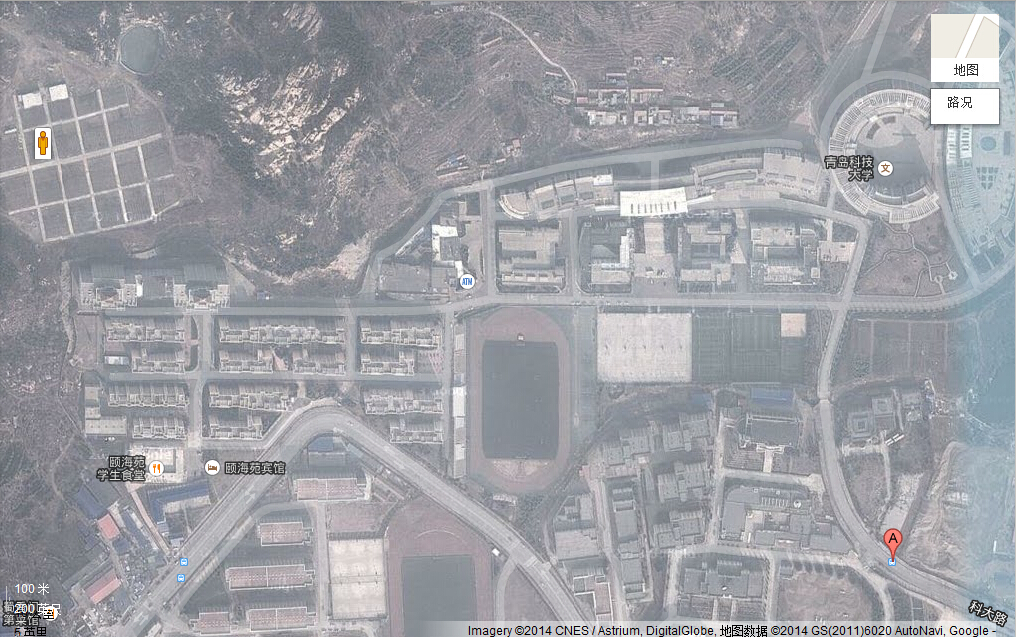 地图
路况
青岛科技
大学
文
ATM
颐海苑
学生食堂
颐海苑宾馆
A
100 米
科大路
Imagery ©2014 CNES / Astrium, DigitalGlobe, 地图数据 ©2014 GS(2011)6020 AutoNavi, Google -